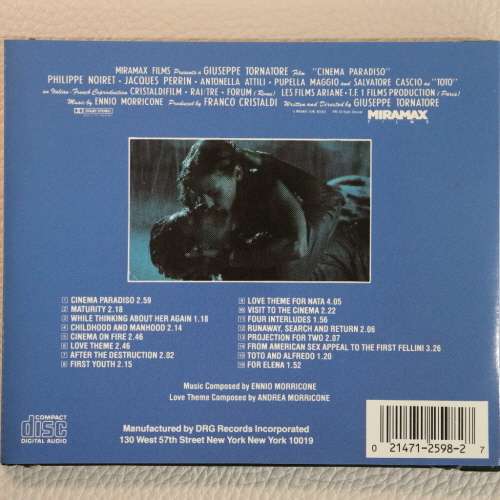 MIRAMAX FILMS Presents a GIUSEPPE TORNATORE Film "CINEMA PARADISO"
PHILIPPE NOIRET • JACQUES PERRIN • ANTONELLA ATTILI • PUPELLA MAGGIO and SALVATORE CASCIO as "TOTO"
an Italian-French Coproduction CRISTALDIFILM • RAI/TRE • FORUM (Rome) LES FILMS ARIANE • T.F. 1 FILMS PRODUCTION (Paris)
Music by ENNIO MORRICONE Produced by FRANCO CRISTALDI Written and Directed by GIUSEPPE TORNATORE
MIRAMAX
FILMS
1 CINEMA PARADISO 2.59
2 MATURITY 2.18
3 WHILE THINKING ABOUT HER AGAIN 1.18
4 CHILDHOOD AND MANHOOD 2.14
5 CINEMA ON FIRE 2.46
6 LOVE THEME 2.46
7 AFTER THE DESTRUCTION 2.02
8 FIRST YOUTH 2.15
9 LOVE THEME FOR NATA 4.05
10 VISIT TO THE CINEMA 2.22
11 FOUR INTERLUDES 1.56
12 RUNAWAY, SEARCH AND RETURN 2.06
13 PROJECTION FOR TWO 2.07
14 FROM AMERICAN SEX APPEAL TO THE FIRST FELLINI 3.26
15 TOTO AND ALFREDO 1.20
16 FOR ELENA 1.52
Music Composed by ENNIO MORRICONE
Love Theme Composed by ANDREA MORRICONE
COMPACT
disc
DIGITAL AUDIO
Manufactured by DRG Records Incorporated
130 West 57th Street New York New York 10019
0 21471-2598-2 7